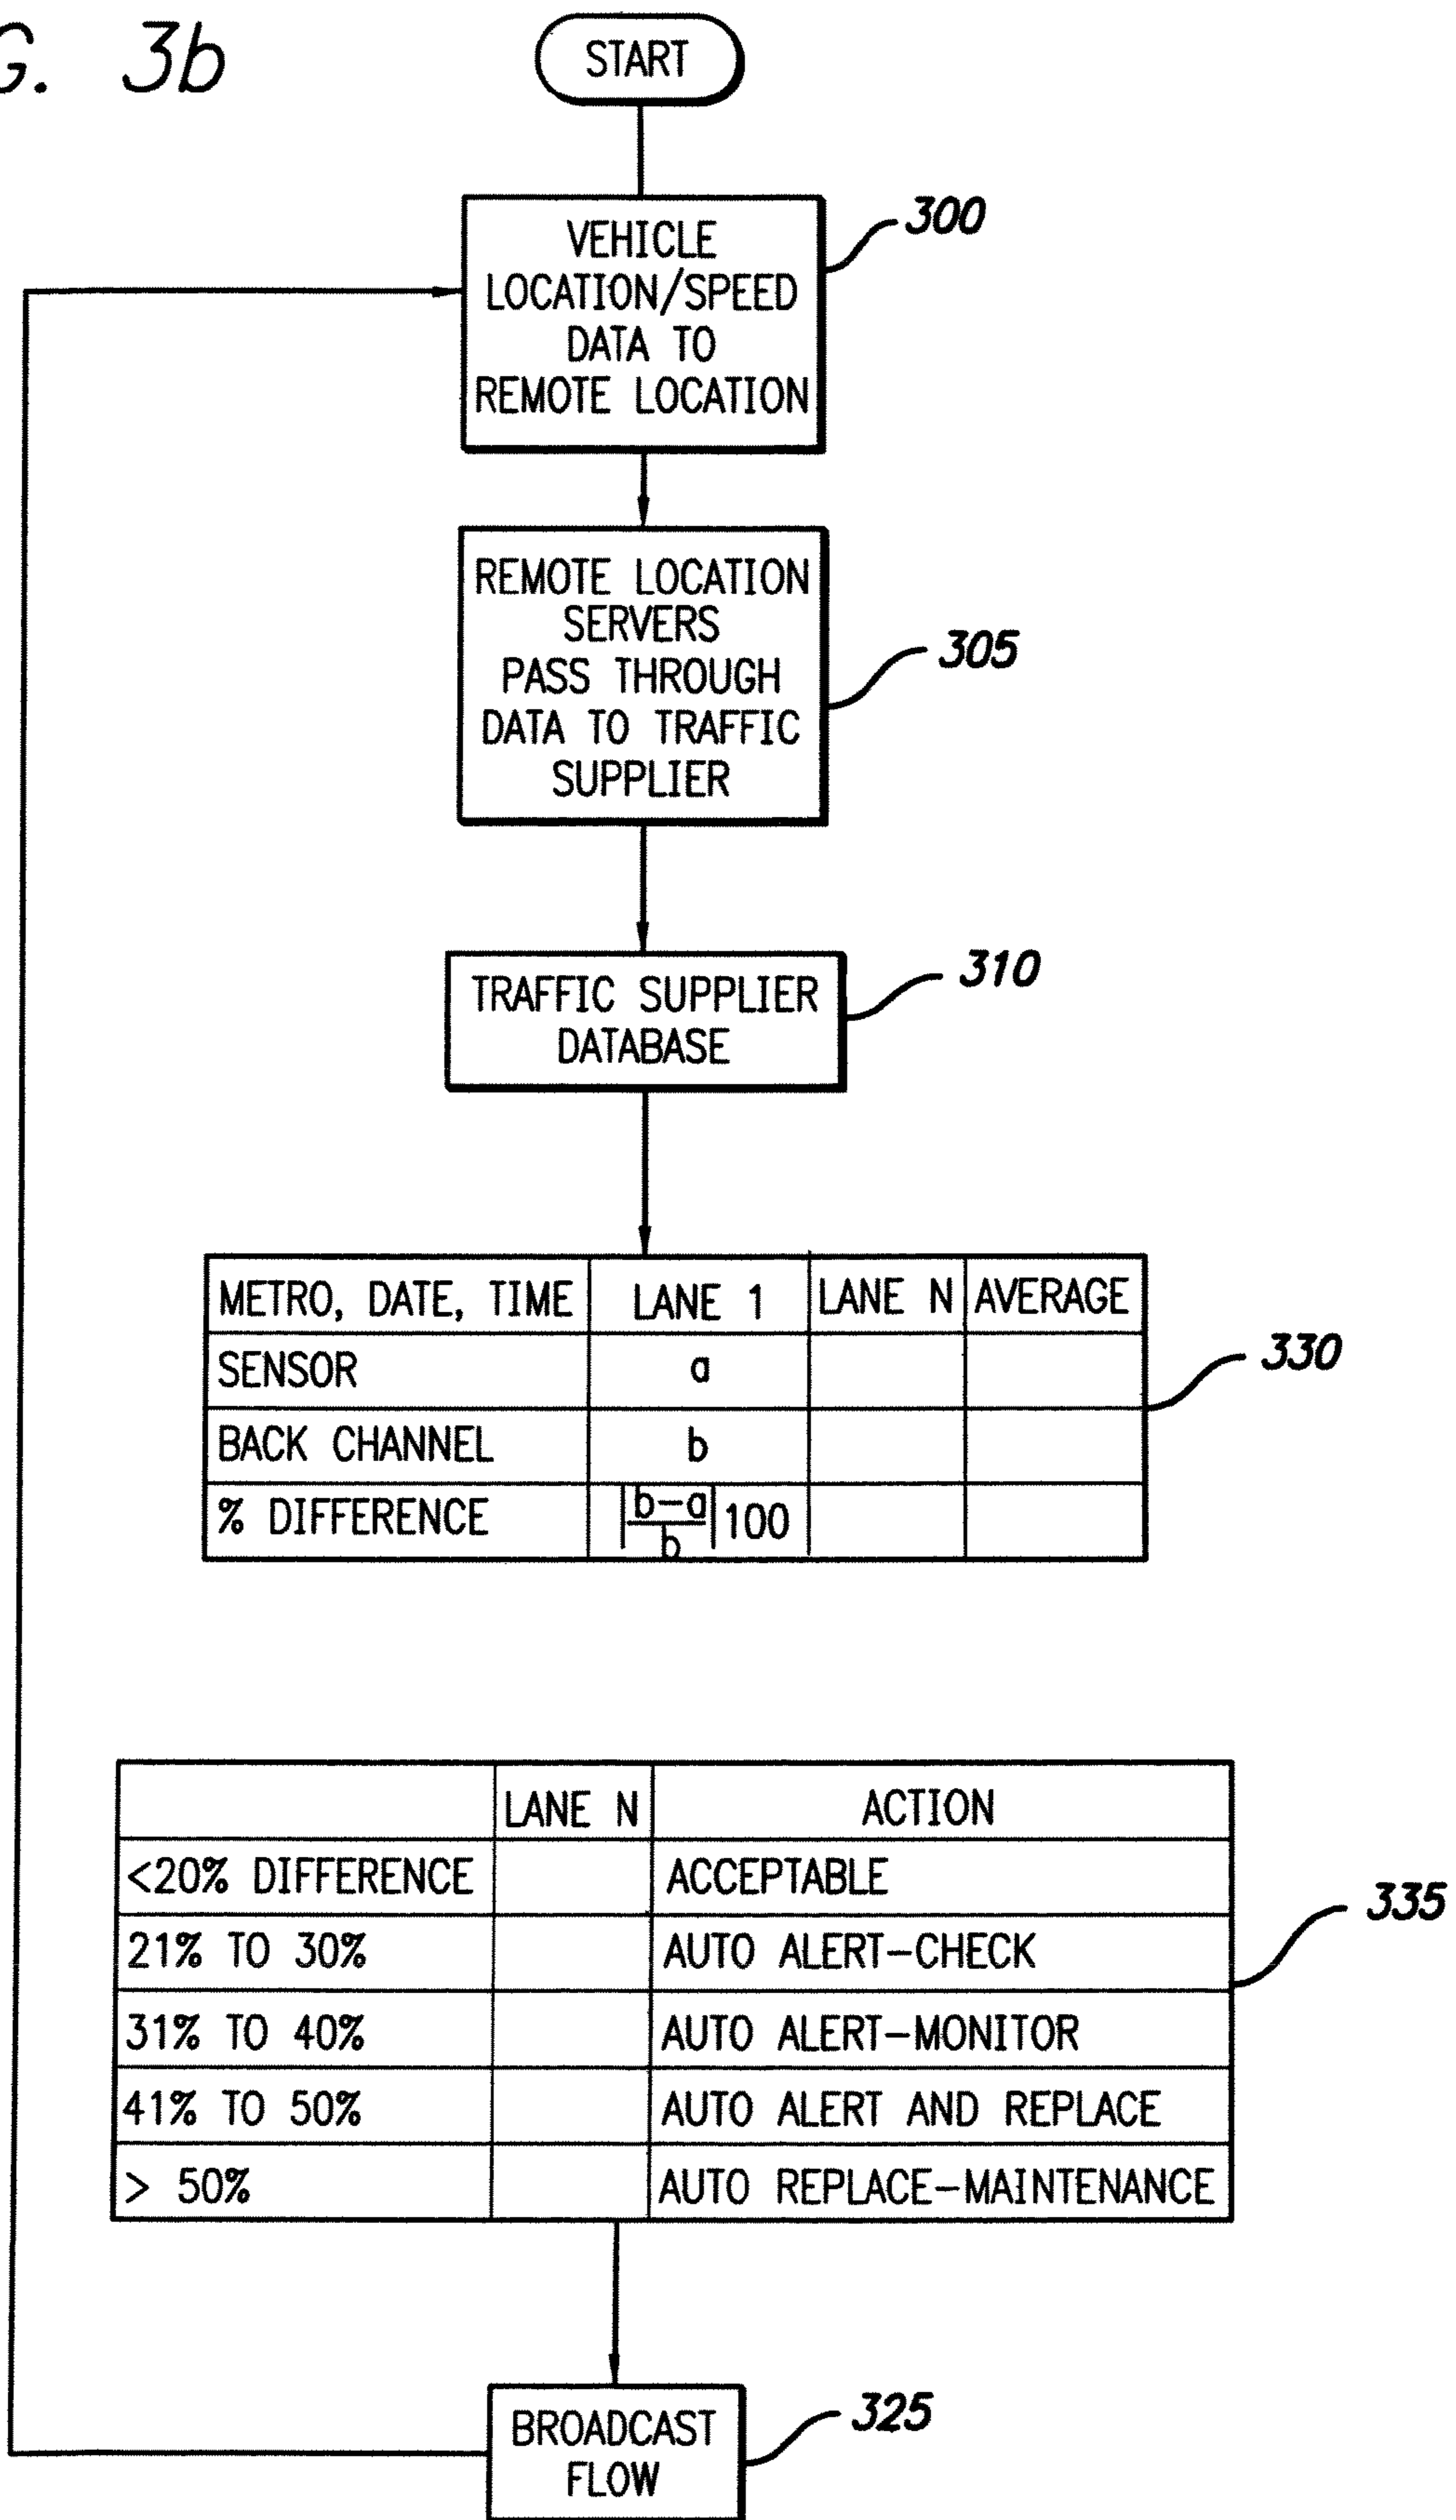 G. 3b
START
VEHICLE
LOCATION/SPEED
DATA TO
REMOTE LOCATION
300
REMOTE LOCATION
SERVERS
PASS THROUGH
DATA TO TRAFFIC
SUPPLIER
305
TRAFFIC SUPPLIER
DATABASE
310
METRO, DATE, TIME LANE 1 LANE N AVERAGE
SENSOR a
330
BACK CHANNEL b
% DIFFERENCE |b-a/b|100
LANE N ACTION
<20% DIFFERENCE ACCEPTABLE
335
21% TO 30% AUTO ALERT-CHECK
31% TO 40% AUTO ALERT-MONITOR
41% TO 50% AUTO ALERT AND REPLACE
> 50% AUTO REPLACE-MAINTENANCE
BROADCAST
FLOW
325